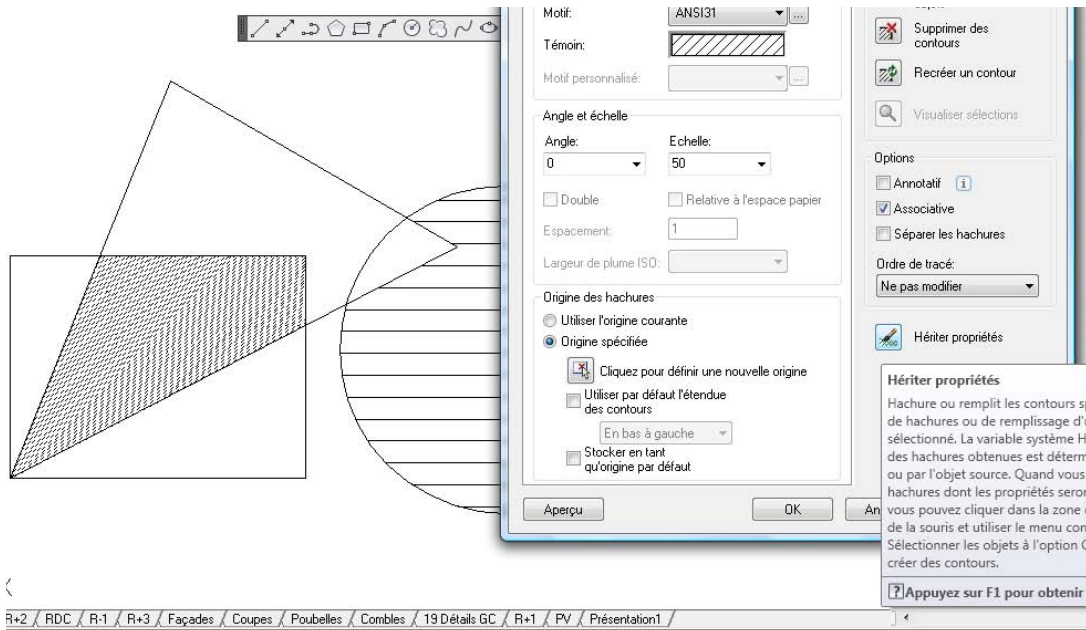 Motif:
ANSI31
...
Témoin:
Motif personnalisé:
...
Angle et échelle
Angle:
Echelle:
0
50
Double
Relative à l'espace papier
Espacement:
1
Largeur de plume ISO:
Origine des hachures
Utiliser l'origine courante
Origine spécifiée
Cliquez pour définir une nouvelle origine
Utiliser par défaut l'étendue
des contours
En bas à gauche
Stocker en tant
qu'origine par défaut
Aperçu
OK
An
Supprimer des
contours
Recréer un contour
Visualiser sélections
Options
Annotatif
i
Associative
Séparer les hachures
Ordre de tracé:
Ne pas modifier
Hériter propriétés
Hériter propriétés
Hachure ou remplit les contours sp
de hachures ou de remplissage d'u
sélectionné. La variable système H
des hachures obtenues est déterm
ou par l'objet source. Quand vous
hachures dont les propriétés seron
vous pouvez cliquer dans la zone
de la souris et utiliser le menu con
Sélectionner les objets à l'option
créer des contours.
? Appuyez sur F1 pour obtenir
R+2 / RDC / R-1 / R+3 / Façades / Coupes / Poubelles / Combles / 19 Détails GC / R+1 / PV / Présentation1 /